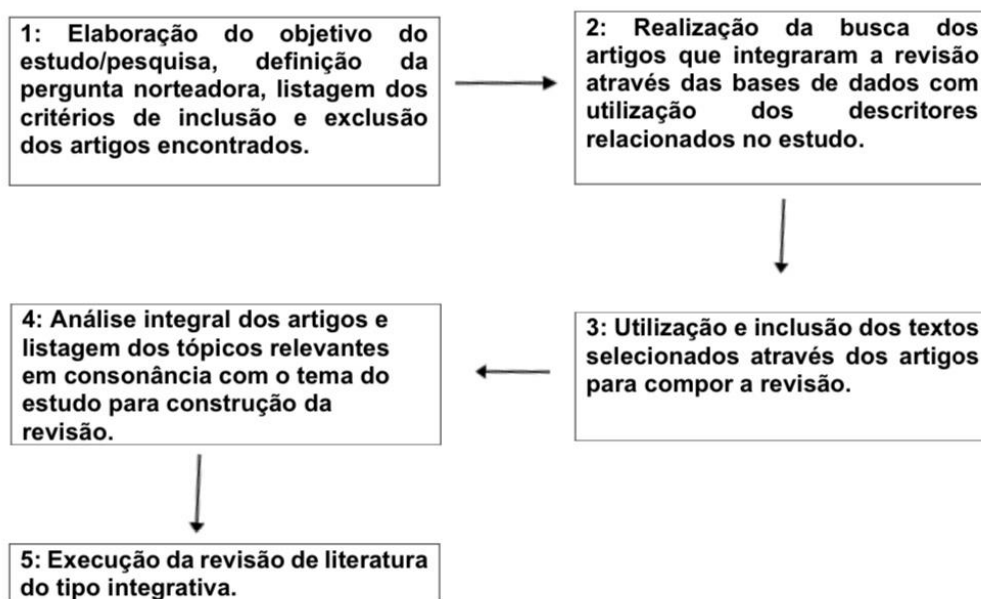 1: Elaboração do objetivo do
estudo/pesquisa, definição da
pergunta norteadora, listagem dos
critérios de inclusão e exclusão
dos artigos encontrados.
2: Realização da busca dos
artigos que integraram a revisão
através das bases de dados com
utilização dos descritores
relacionados no estudo.
3: Utilização e inclusão dos textos
selecionados através dos artigos
para compor a revisão.
4: Análise integral dos artigos e
listagem dos tópicos relevantes
em consonância com o tema do
estudo para construção da
revisão.
5: Execução da revisão de literatura
do tipo integrativa.